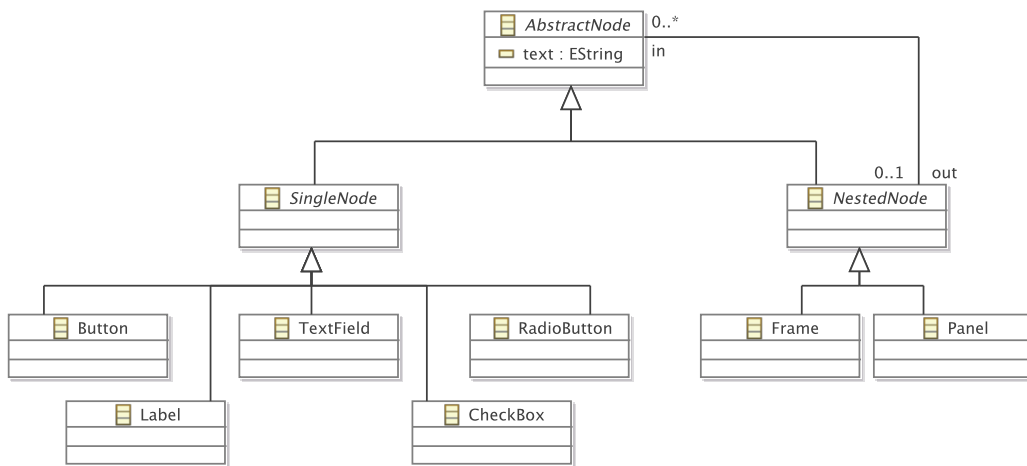 AbstractNode
0..*
text : EString
in
0..1
out
SingleNode
NestedNode
Button
TextField
RadioButton
Frame
Panel
Label
CheckBox